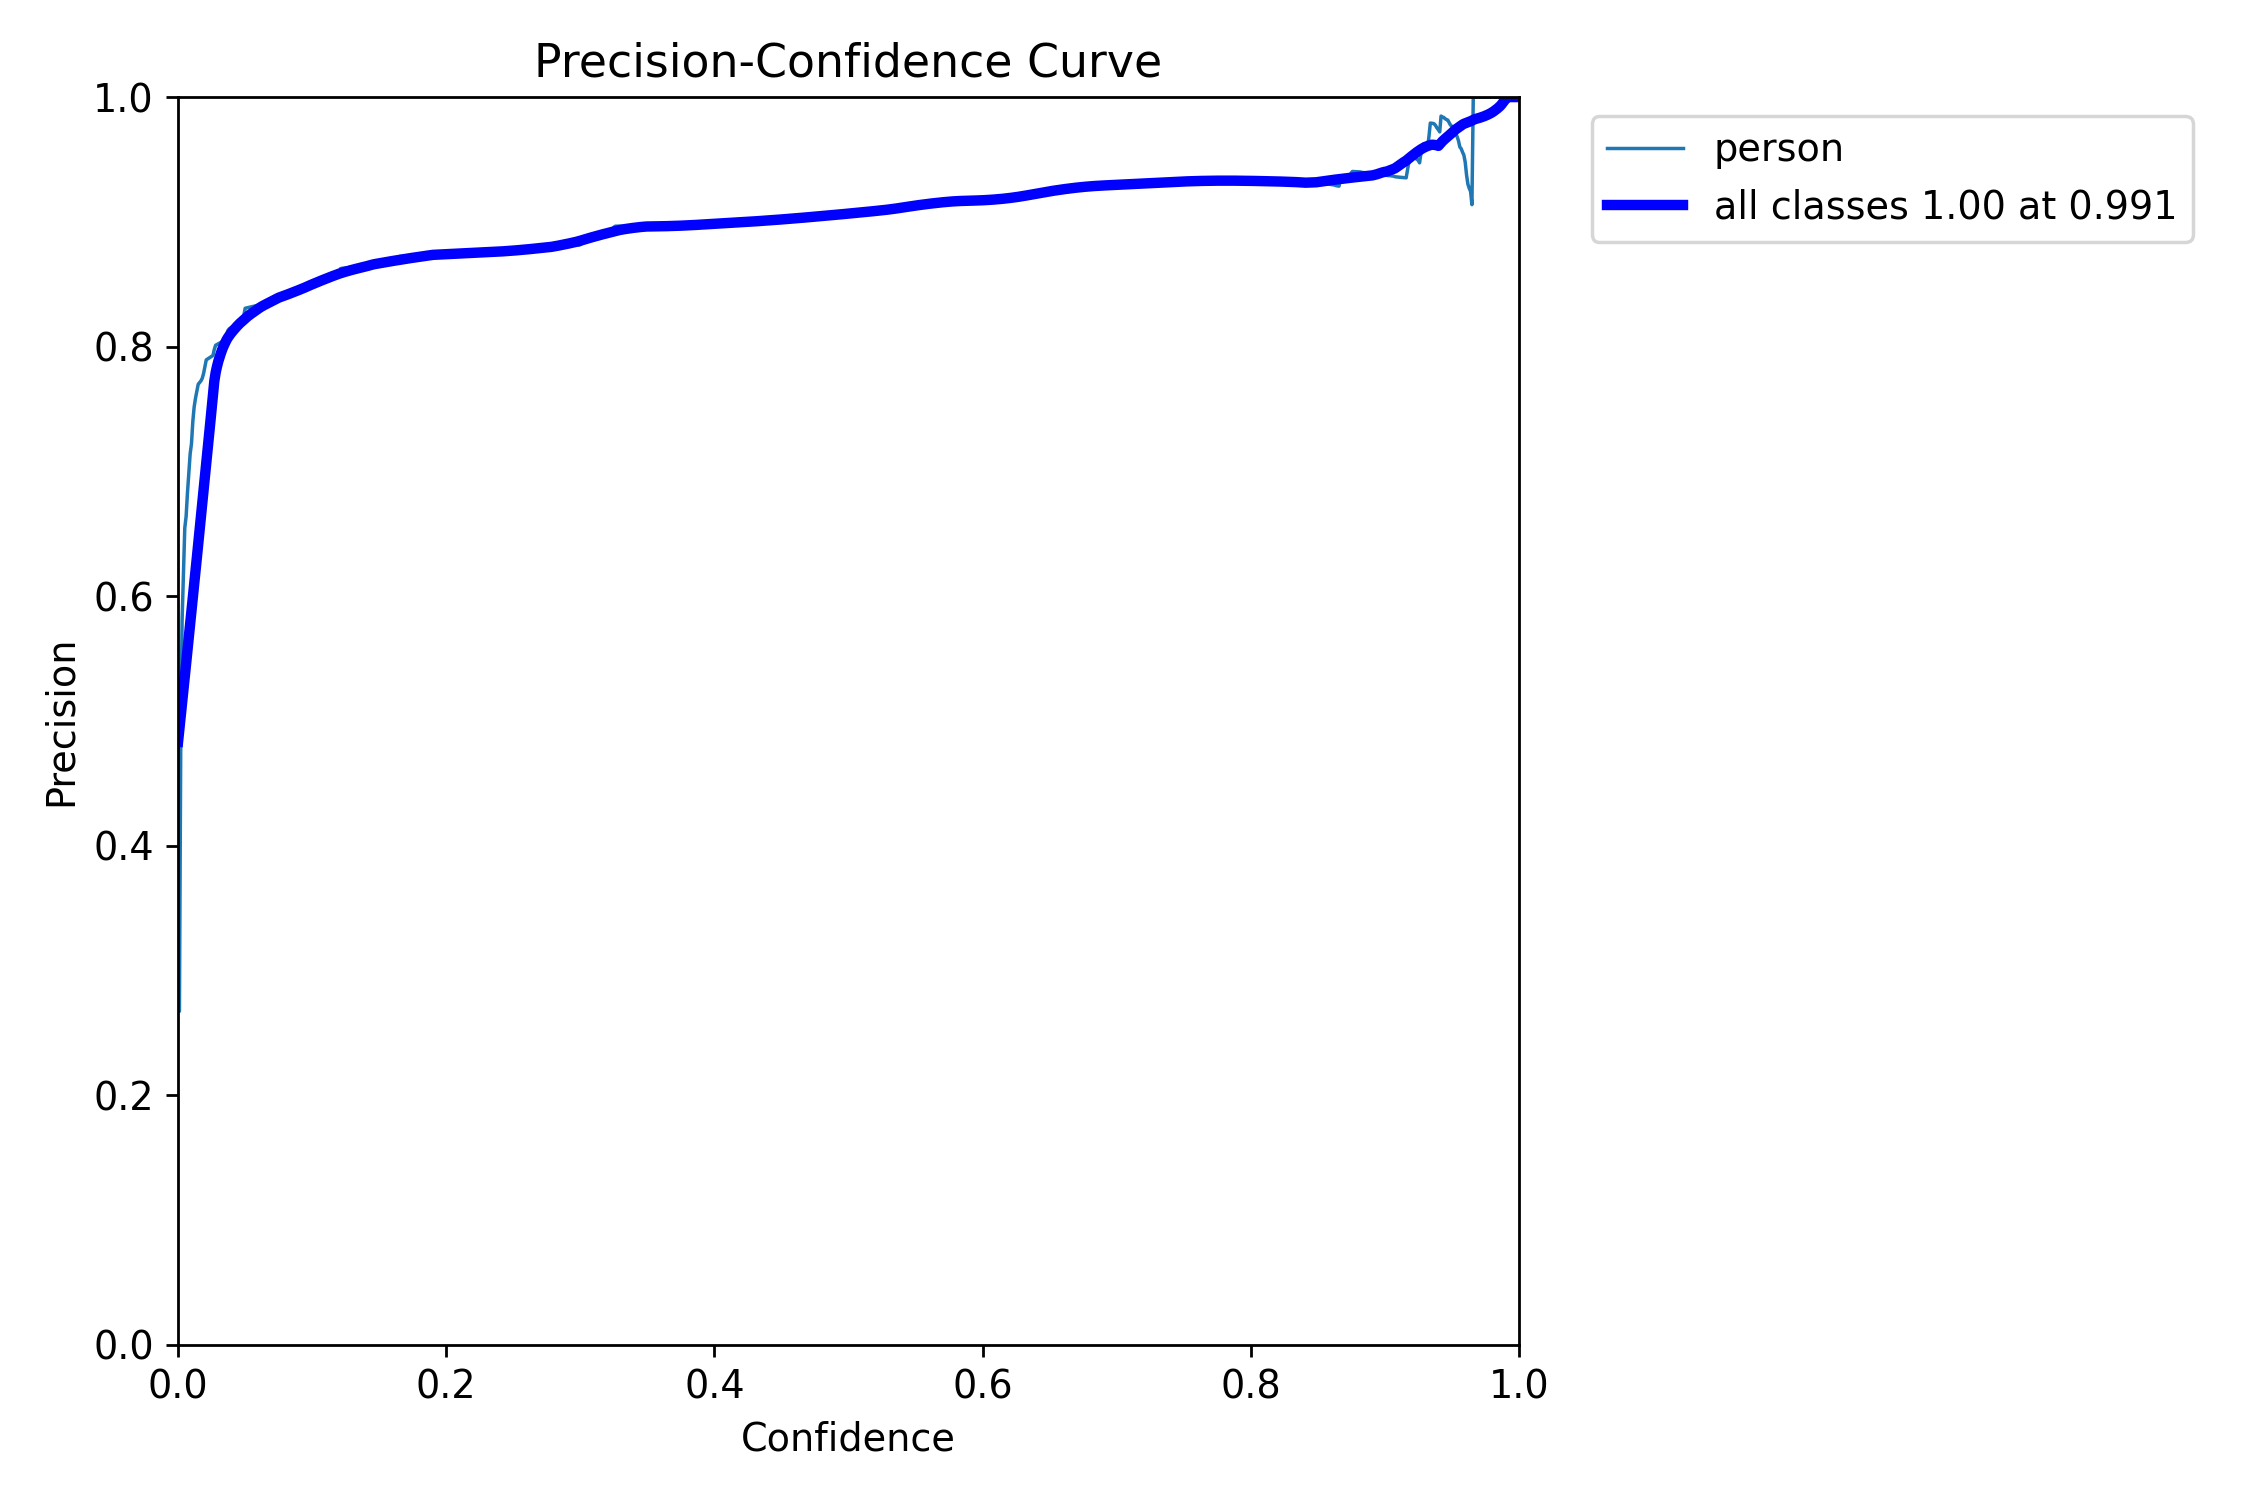 Precision-Confidence Curve
1.0
0.8
0.6
0.4
0.2
0.0
Precision
0.0 0.2 0.4 0.6 0.8 1.0
Confidence
person
all classes 1.00 at 0.991